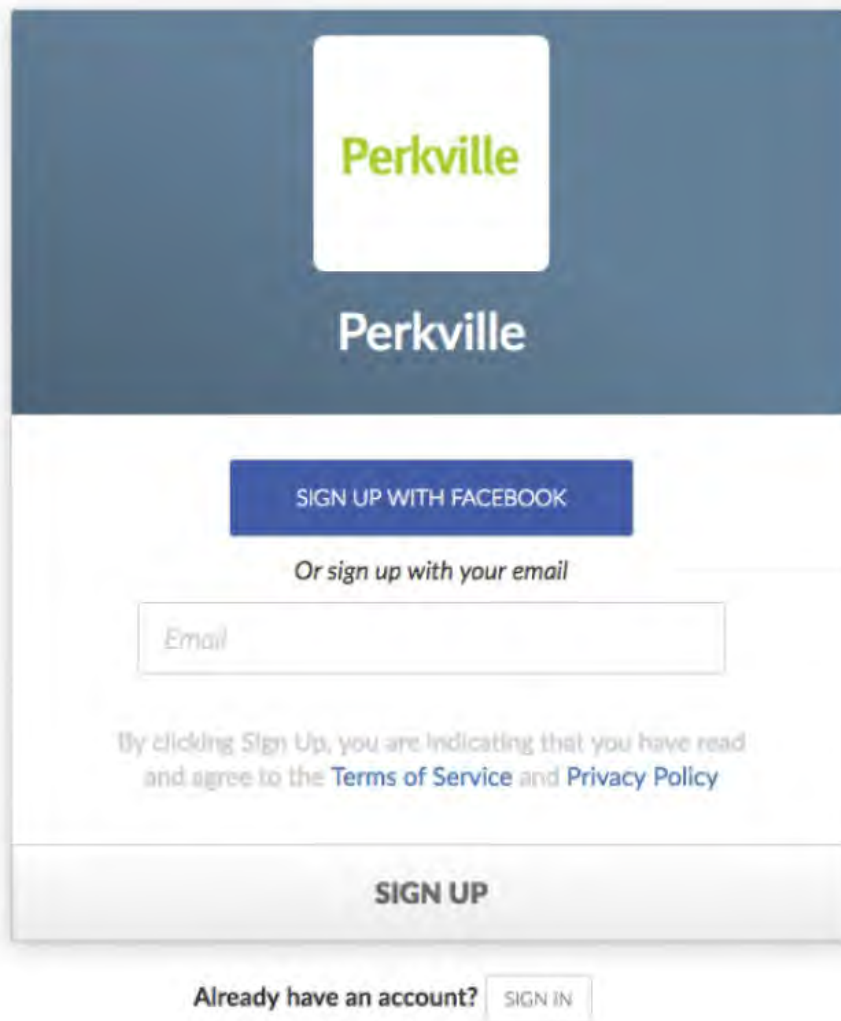 Perkville
Perkville
SIGN UP WITH FACEBOOK
Or sign up with your email
Email
By clicking Sign Up, you are indicating that you have read
and agree to the Terms of Service and Privacy Policy
SIGN UP
Already have an account? SIGN IN